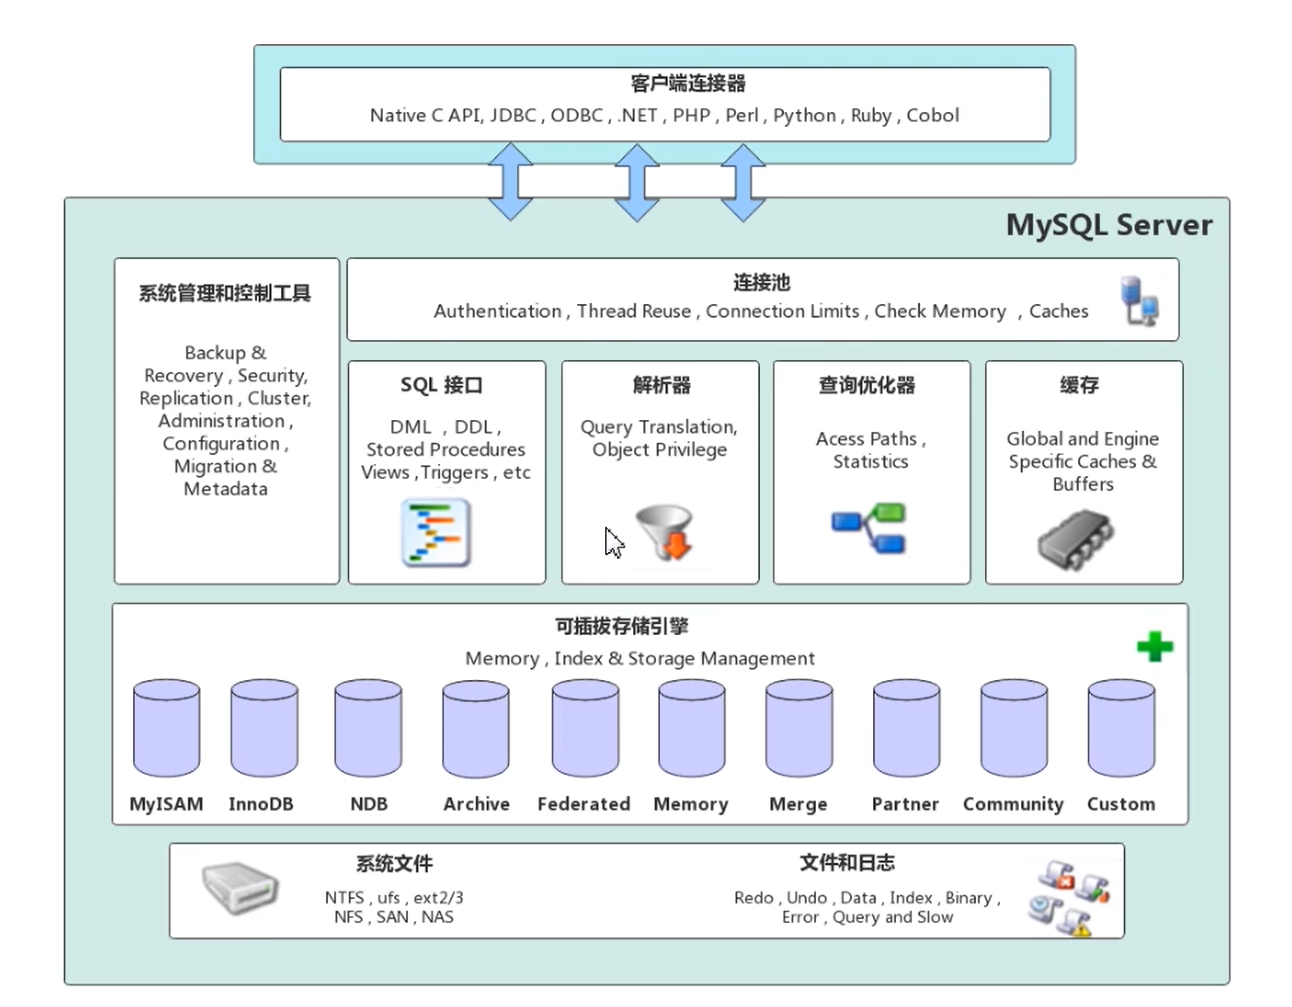 客户端连接器
Native C API, JDBC , ODBC , .NET , PHP , Perl , Python , Ruby , Cobol
MySQL Server
系统管理和控制工具
Backup &
Recovery , Security,
Replication , Cluster,
Administration ,
Configuration ,
Migration &
Metadata
连接池
Authentication , Thread Reuse , Connection Limits , Check Memory , Caches
SQL 接口
DML , DDL ,
Stored Procedures
Views ,Triggers , etc
解析器
Query Translation,
Object Privilege
查询优化器
Acess Paths ,
Statistics
缓存
Global and Engine
Specific Caches &
Buffers
可插拔存储引擎
Memory , Index & Storage Management
MyISAM InnoDB NDB Archive Federated Memory Merge Partner Community Custom
系统文件
NTFS , ufs , ext2/3
NFS , SAN , NAS
文件和日志
Redo , Undo , Data , Index , Binary ,
Error , Query and Slow